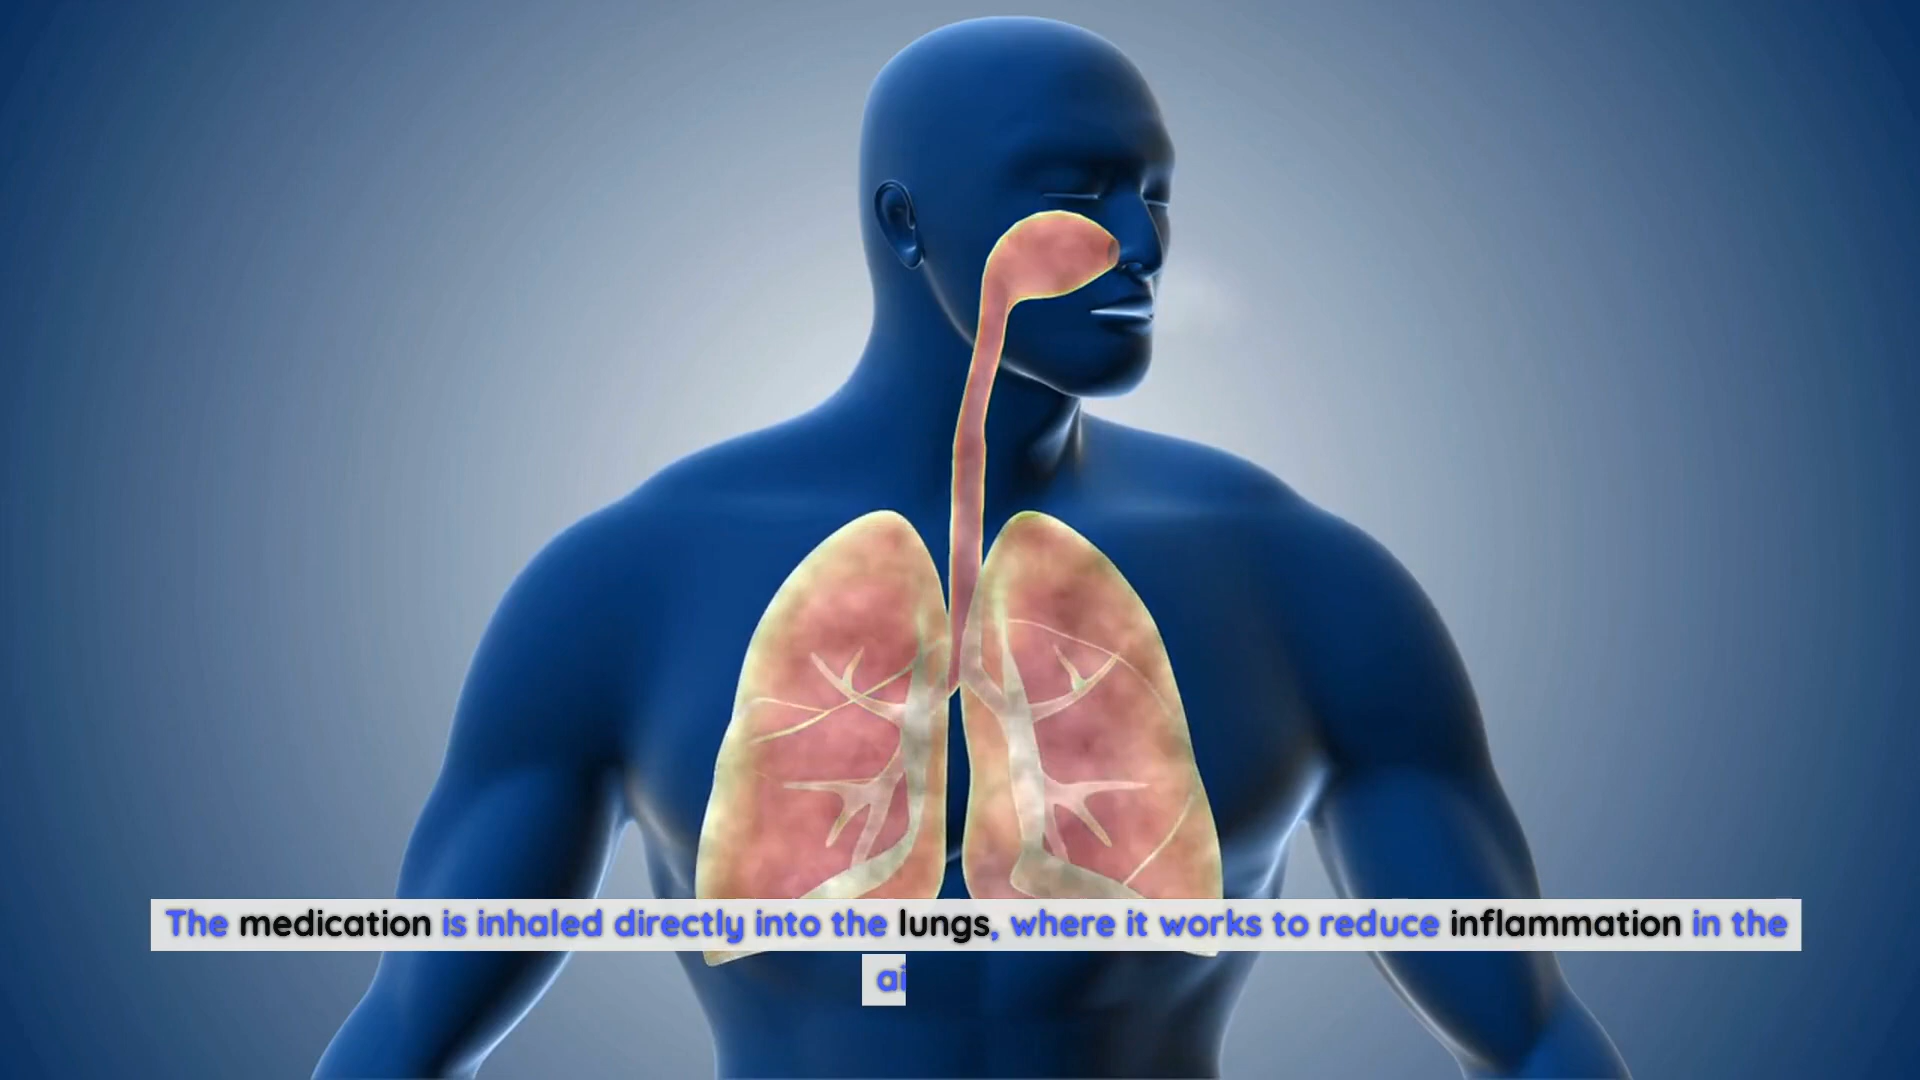 The medication is inhaled directly into the lungs, where it works to reduce inflammation in the
ai